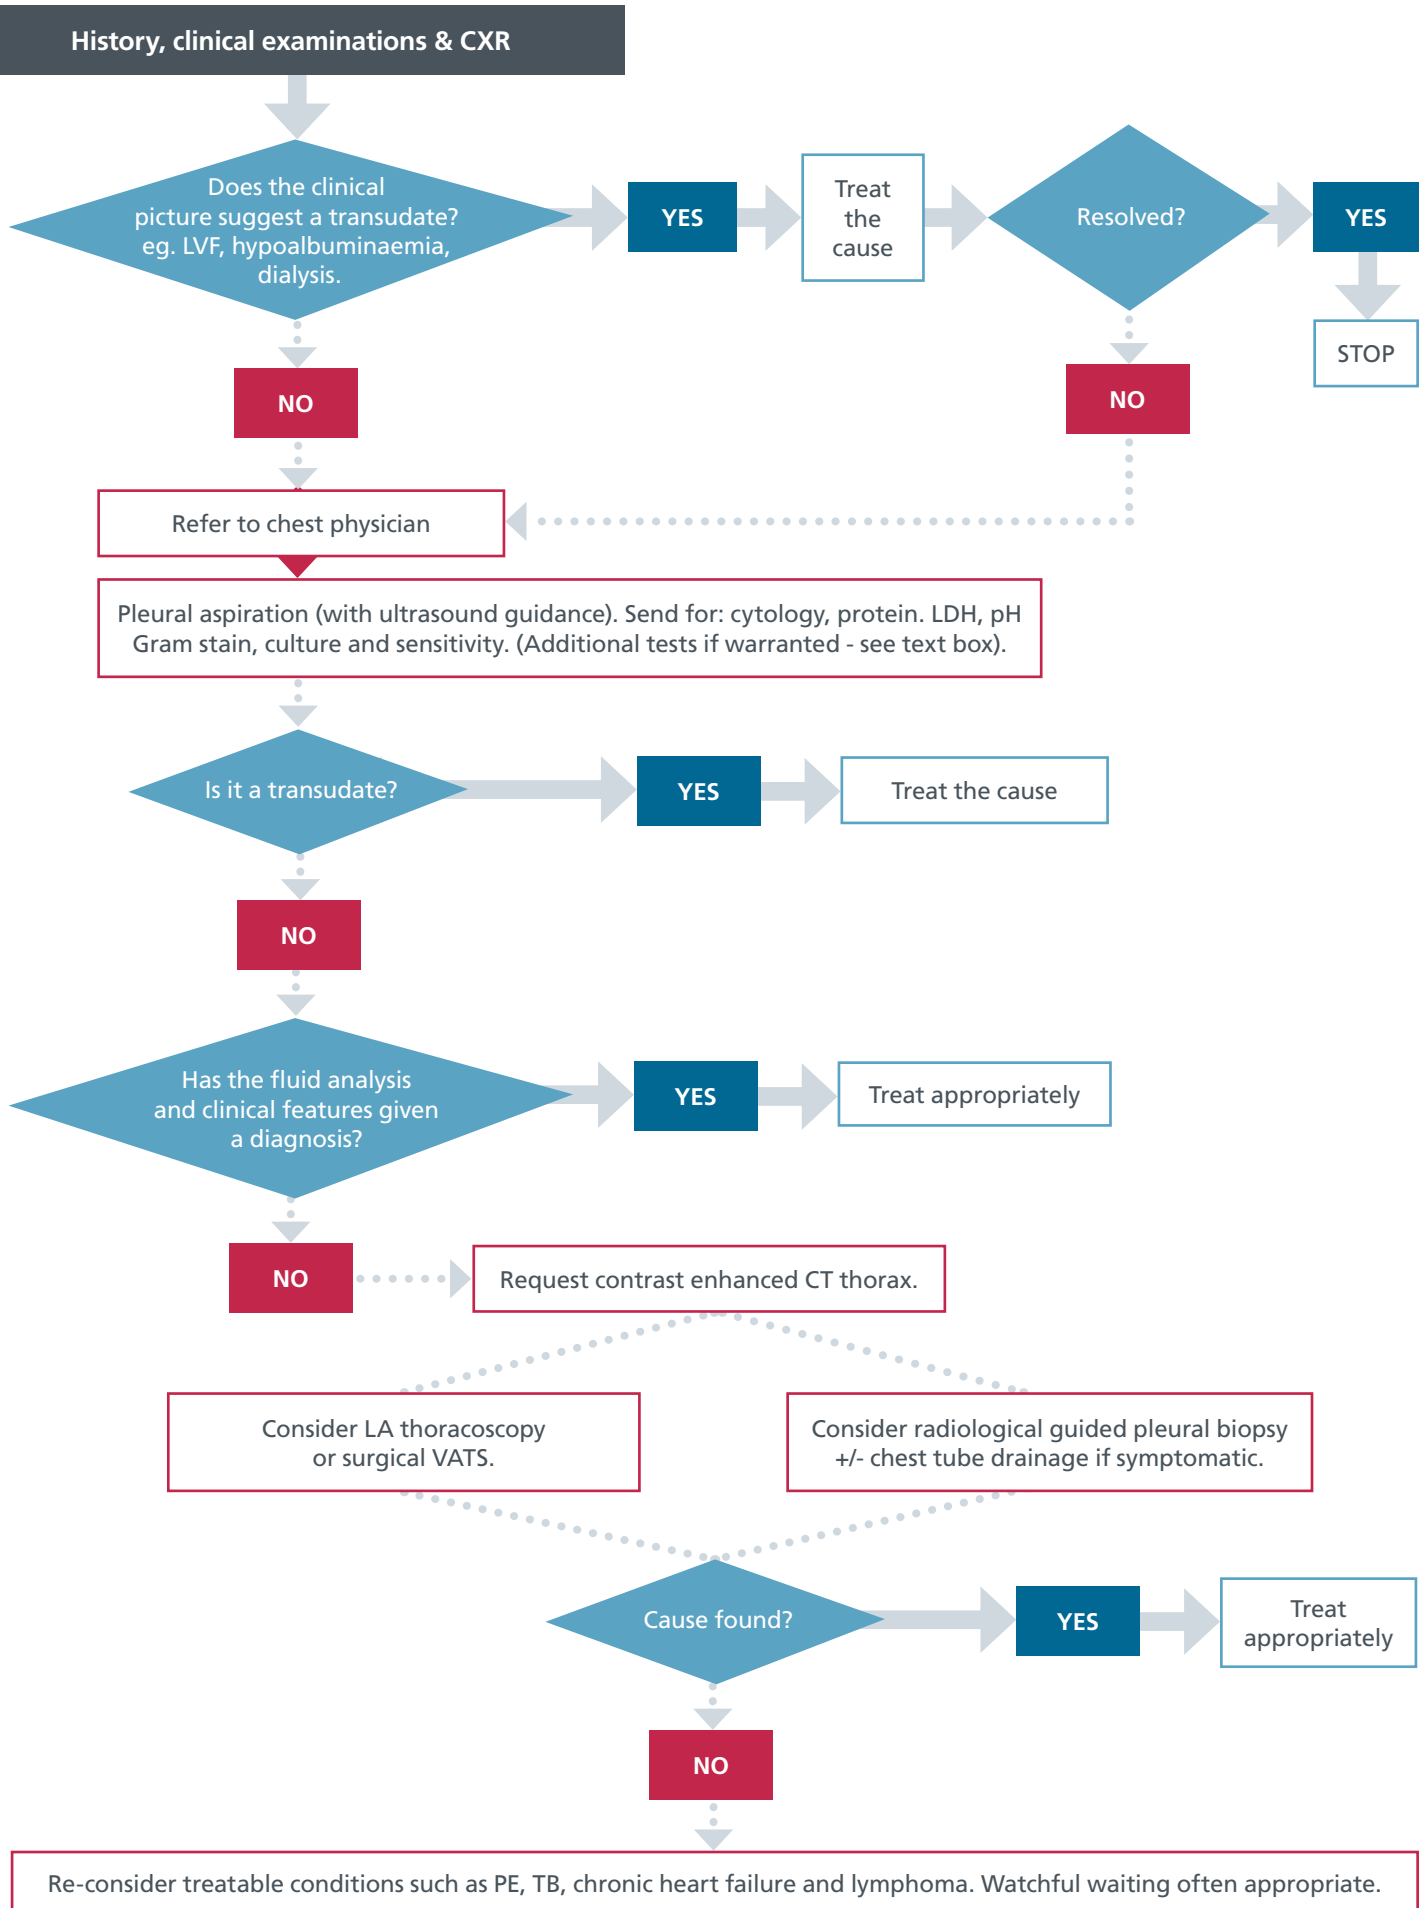 History, clinical examinations & CXR
Does the clinical
picture suggest a transudate?
eg. LVF, hypoalbuminaemia,
dialysis.
YES
Treat
the
cause
Resolved?
YES
STOP
NO
NO
Refer to chest physician
Pleural aspiration (with ultrasound guidance). Send for: cytology, protein. LDH, pH
Gram stain, culture and sensitivity. (Additional tests if warranted - see text box).
Is it a transudate?
YES
Treat the cause
NO
Has the fluid analysis
and clinical features given
a diagnosis?
YES
Treat appropriately
NO
Request contrast enhanced CT thorax.
Consider LA thoracoscopy
or surgical VATS.
Consider radiological guided pleural biopsy
+/- chest tube drainage if symptomatic.
Cause found?
YES
Treat
appropriately
NO
Re-consider treatable conditions such as PE, TB, chronic heart failure and lymphoma. Watchful waiting often appropriate.